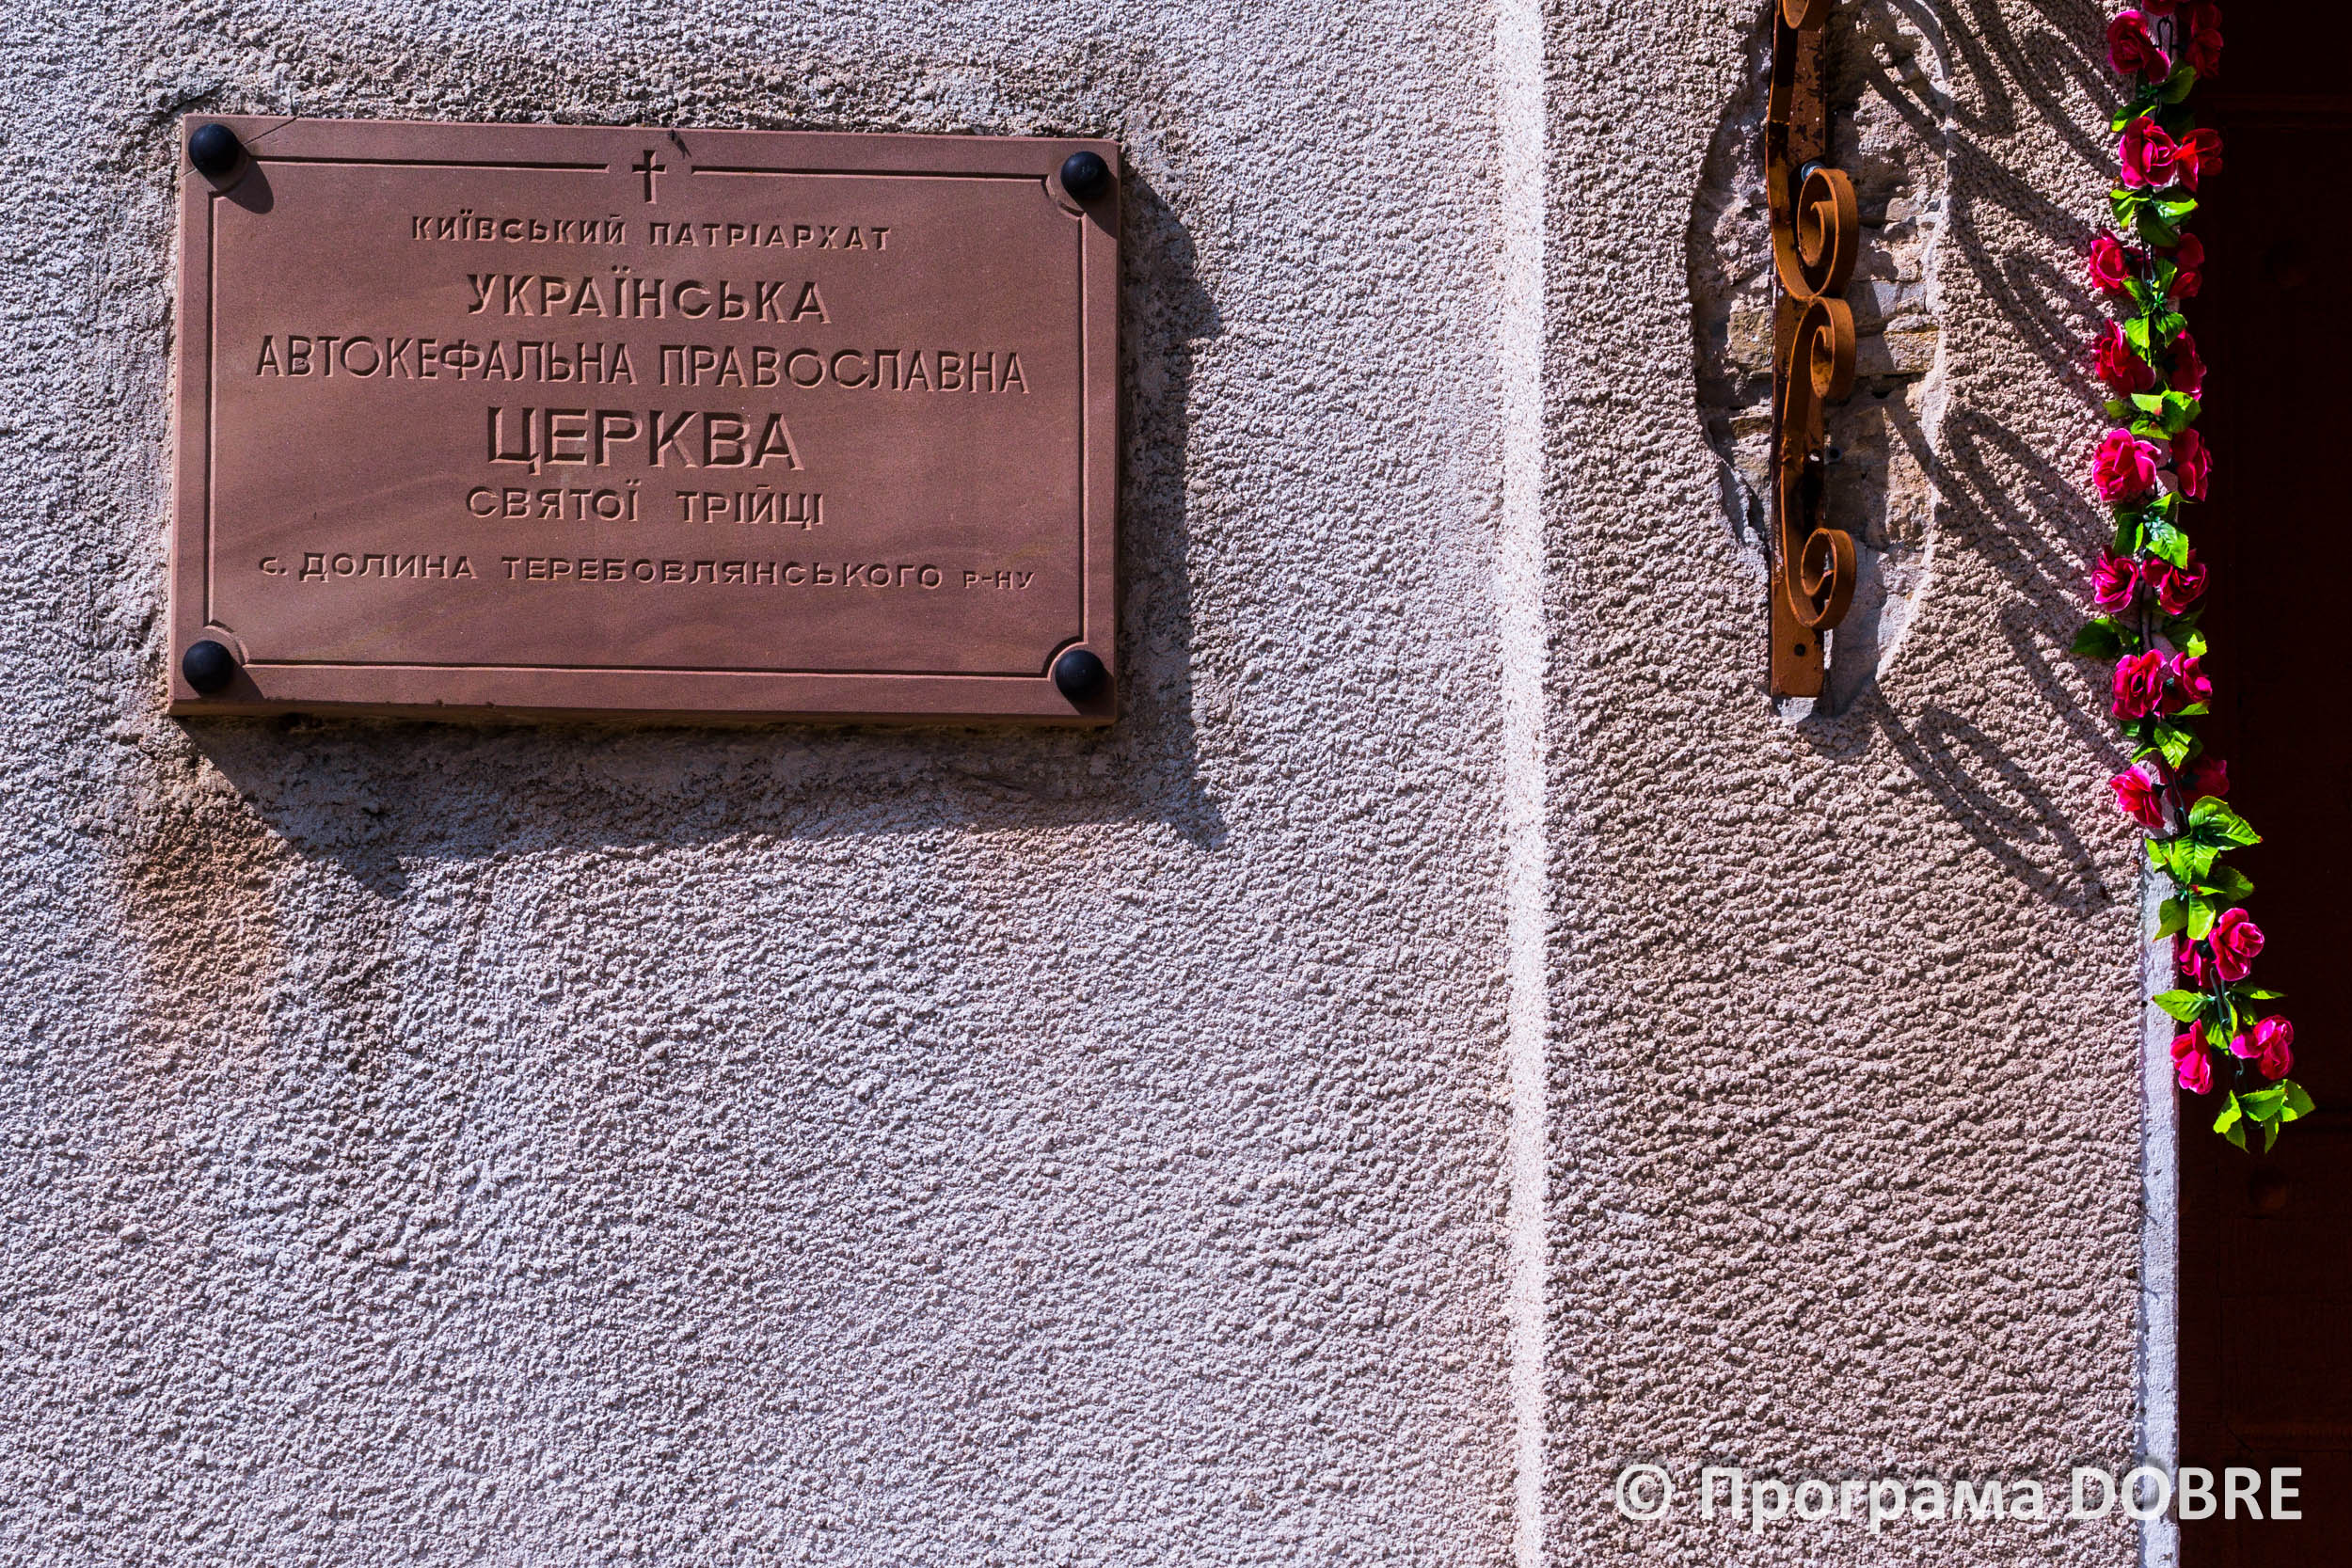 КИЇВСЬКИЙ ПАТРІАРХАТ
УКРАЇНСЬКА
АВТОКЕФАЛЬНА ПРАВОСЛАВНА
ЦЕРКВА
СВЯТОЇ ТРІЙЦІ
с. ДОЛИНА ТЕРЕБОВЛЯНСЬКОГО Р-НУ
© Програма DOBRE